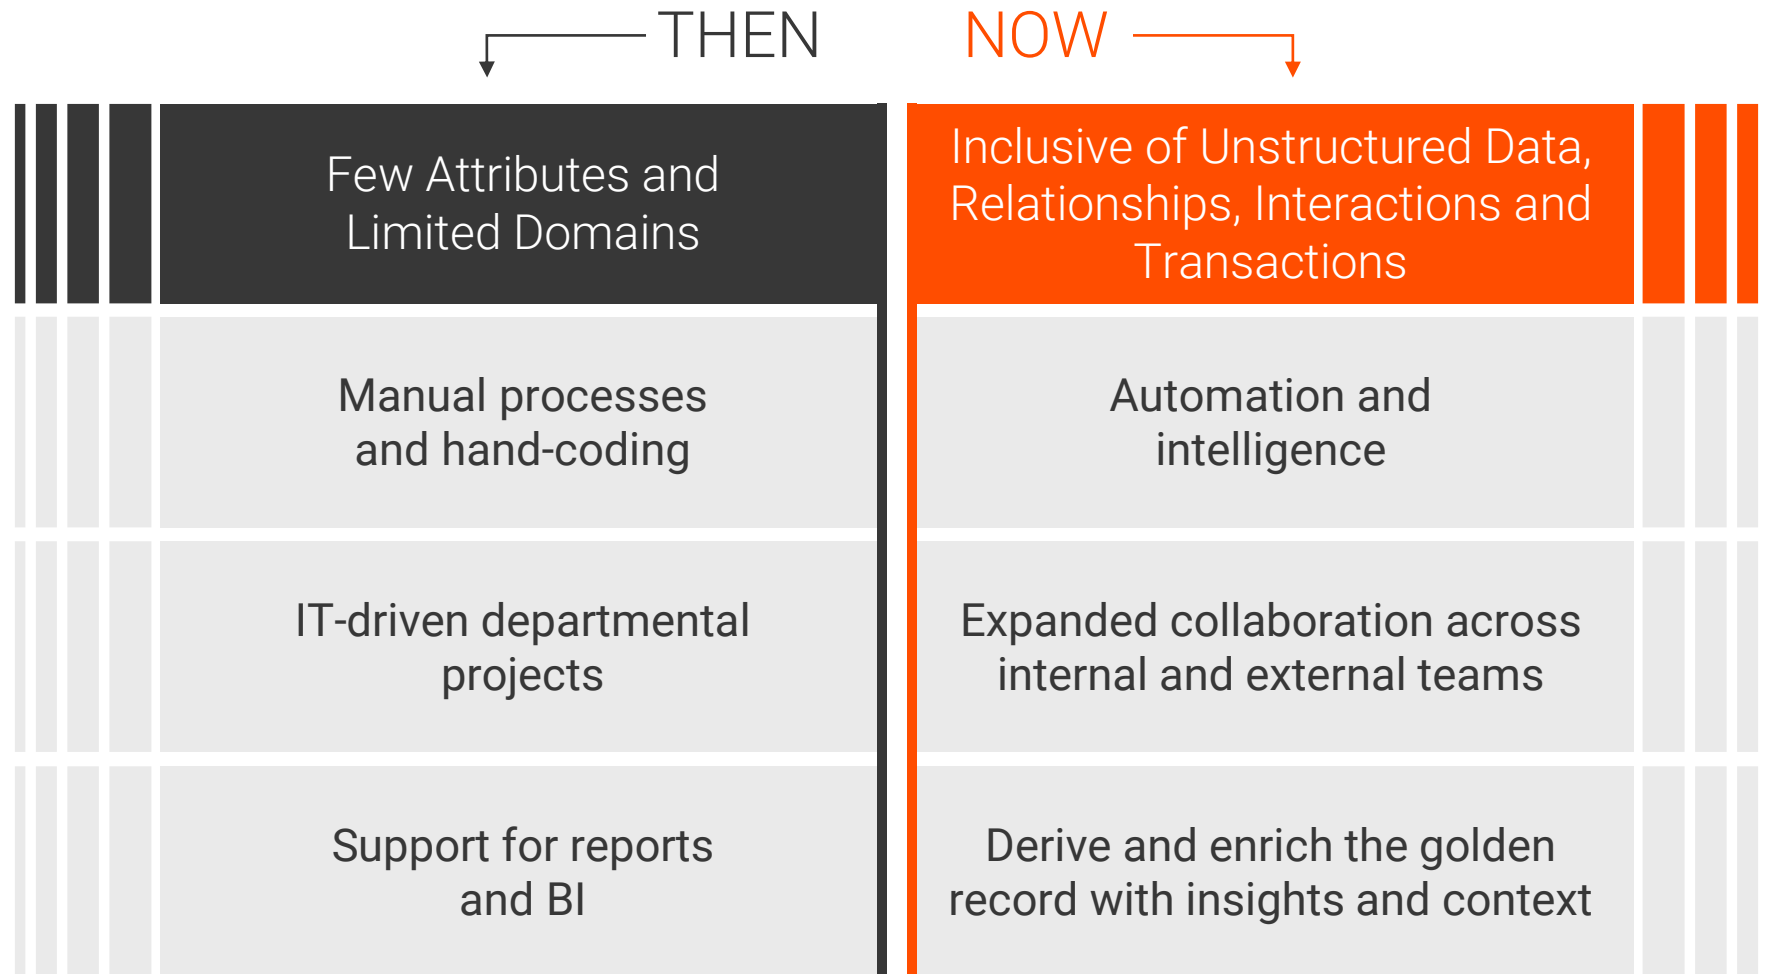 THEN
NOW
Few Attributes and
Limited Domains
Inclusive of Unstructured Data,
Relationships, Interactions and
Transactions
Manual processes
and hand-coding
Automation and
intelligence
IT-driven departmental
projects
Expanded collaboration across
internal and external teams
Support for reports
and BI
Derive and enrich the golden
record with insights and context